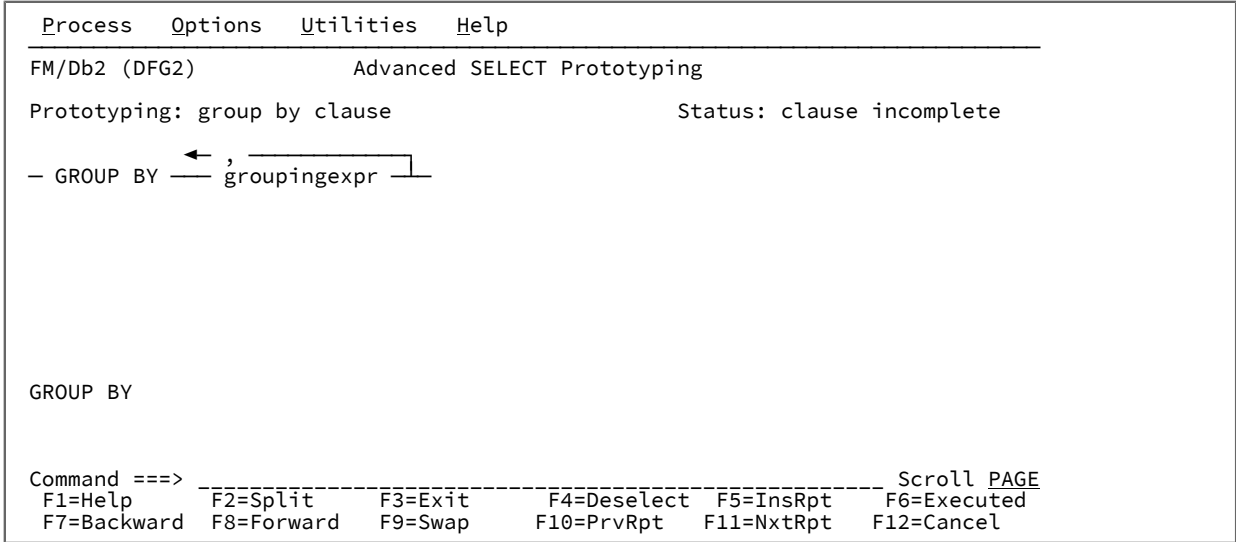 Process Options Utilities Help
FM/Db2 (DFG2) Advanced SELECT Prototyping
Prototyping: group by clause Status: clause incomplete
,
GROUP BY groupingexpr
GROUP BY
Command ===> _____________________________________________________ Scroll PAGE
F1=Help F2=Split F3=Exit F4=Deselect F5=InsRpt F6=Executed
F7=Backward F8=Forward F9=Swap F10=PrvRpt F11=NxtRpt F12=Cancel